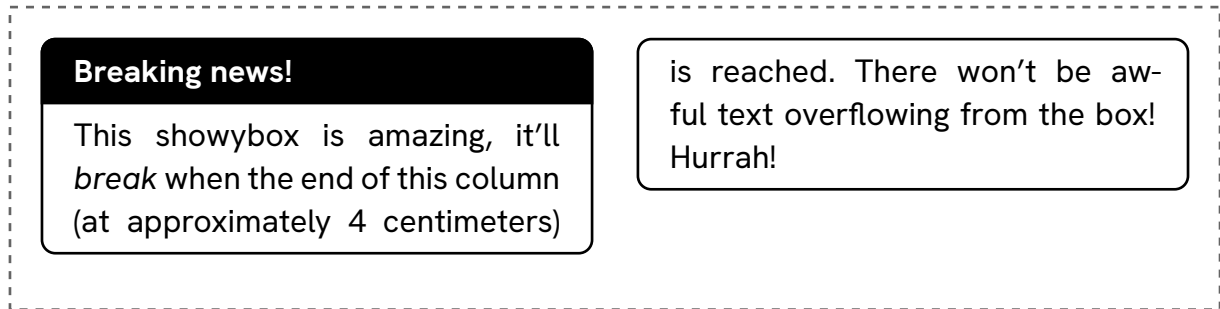 Breaking news!
This showybox is amazing, it’ll
break when the end of this column
(at approximately 4 centimeters)
is reached. There won’t be aw-
ful text overflowing from the box!
Hurrah!